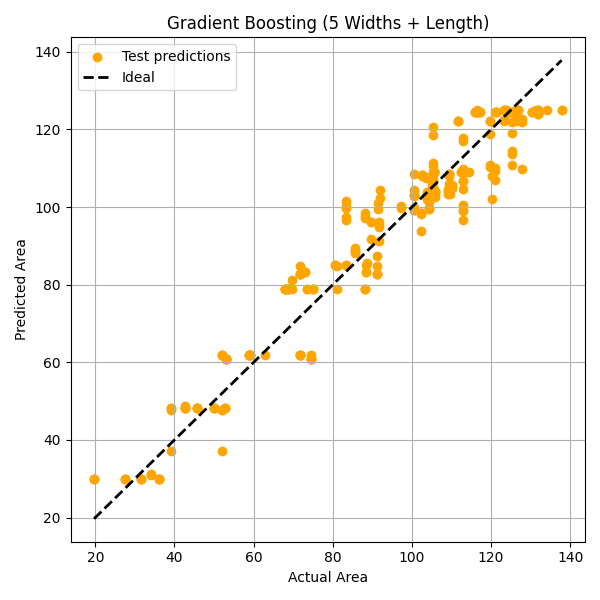 Gradient Boosting (5 Widths + Length)
Test predictions
Ideal
140
120
100
80
60
40
20
Predicted Area
20 40 60 80 100 120 140
Actual Area